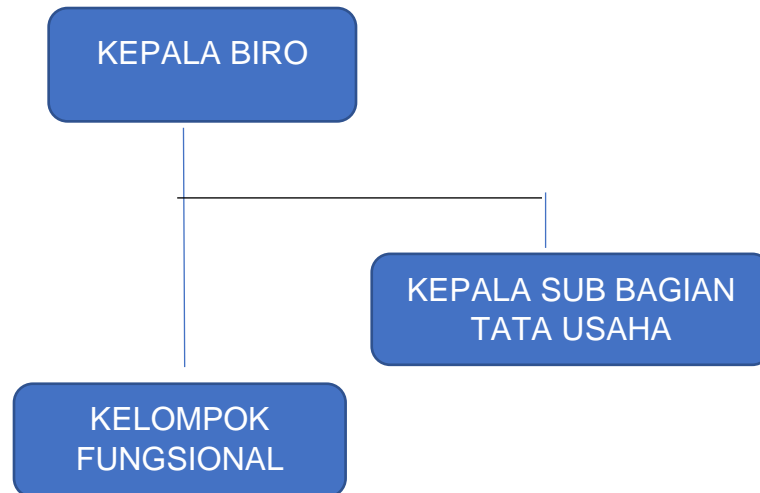 KEPALA BIRO
KEPALA SUB BAGIAN
TATA USAHA
KELOMPOK
FUNGSIONAL